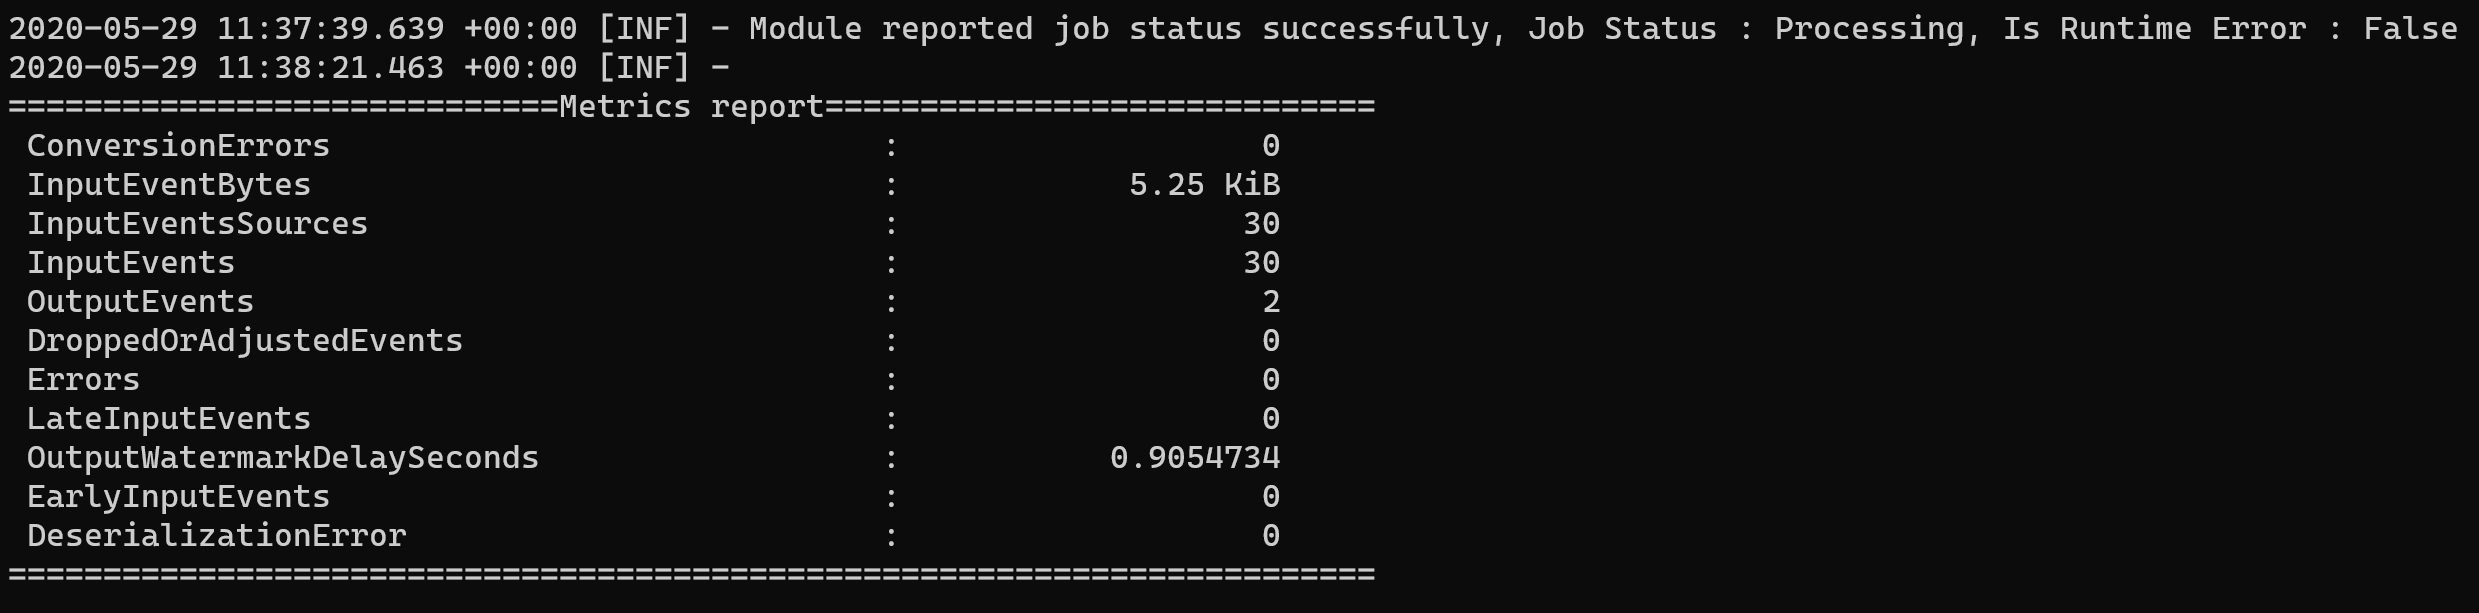 2020-05-29 11:37:39.639 +00:00 [INF] - Module reported job status successfully, Job Status : Processing, Is Runtime Error : False
2020-05-29 11:38:21.463 +00:00 [INF] -
=============================Metrics report=============================
ConversionErrors : 0
InputEventBytes : 5.25 KiB
InputEventsSources : 30
InputEvents : 30
OutputEvents : 2
DroppedOrAdjustedEvents : 0
Errors : 0
LateInputEvents : 0
OutputWatermarkDelaySeconds : 0.9054734
EarlyInputEvents : 0
DeserializationError : 0
========================================================================